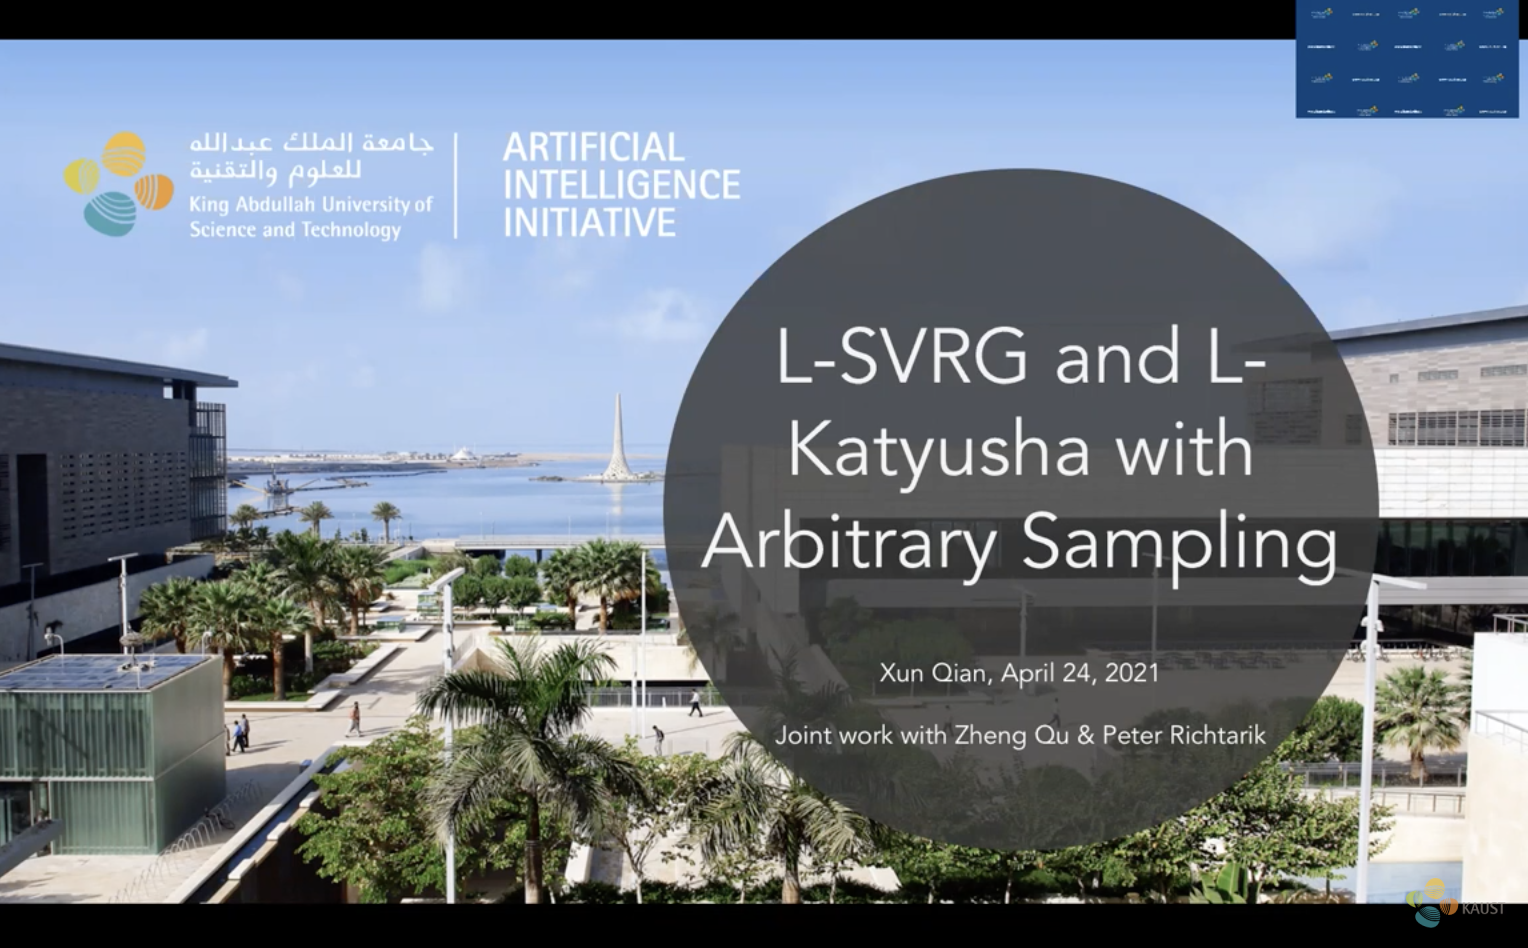 جامعة الملك عبدالله
للعلوم والتقنية
King Abdullah University of
Science and Technology
ARTIFICIAL
INTELLIGENCE
INITIATIVE
L-SVRG and L-
Katyusha with
Arbitrary Sampling
Xun Qian, April 24, 2021
Joint work with Zheng Qu & Peter Richtarik
KAUST